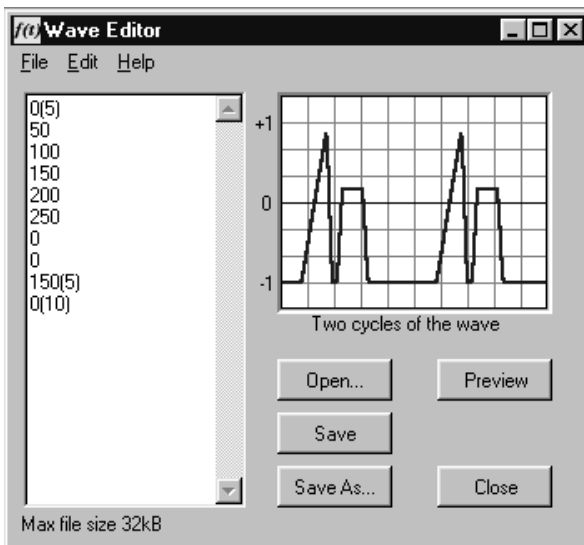 f(t) Wave Editor
File Edit Help
0(5)
50
100
150
200
250
0
0
150(5)
0(10)
Max file size 32kB
+1
0
-1
Two cycles of the wave
Open... Preview
Save
Save As... Close